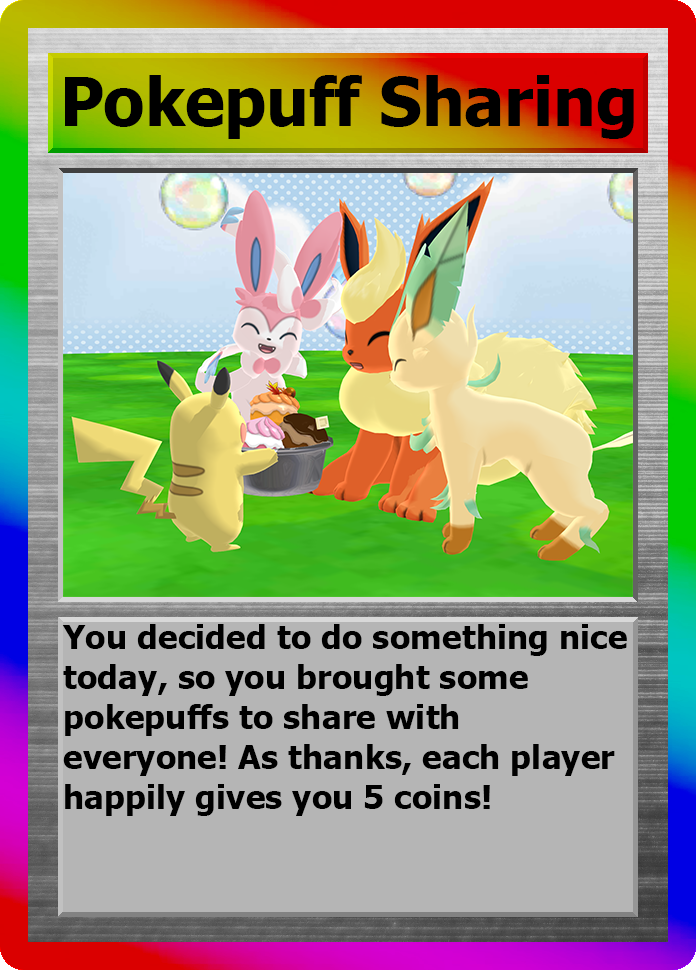 Pokepuff Sharing
You decided to do something nice
today, so you brought some
pokepuffs to share with
everyone! As thanks, each player
happily gives you 5 coins!